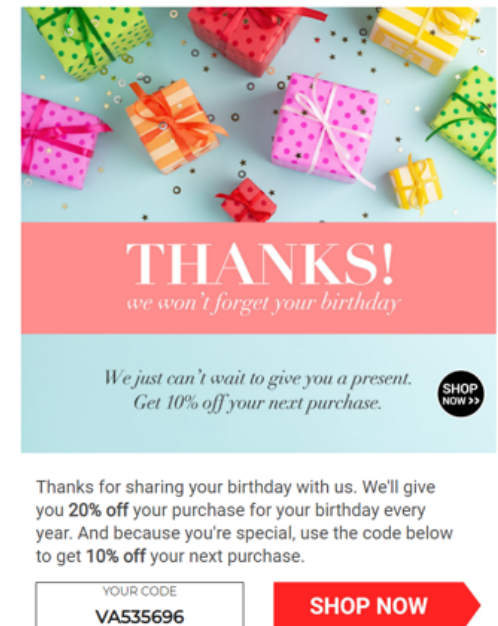 THANKS!
we won't forget your birthday
We just can't wait to give you a present.
Get 10% off your next purchase.
SHOP
NOW >>
Thanks for sharing your birthday with us. We'll give
you 20% off your purchase for your birthday every
year. And because you're special, use the code below
to get 10% off your next purchase.
YOUR CODE
VA535696
SHOP NOW